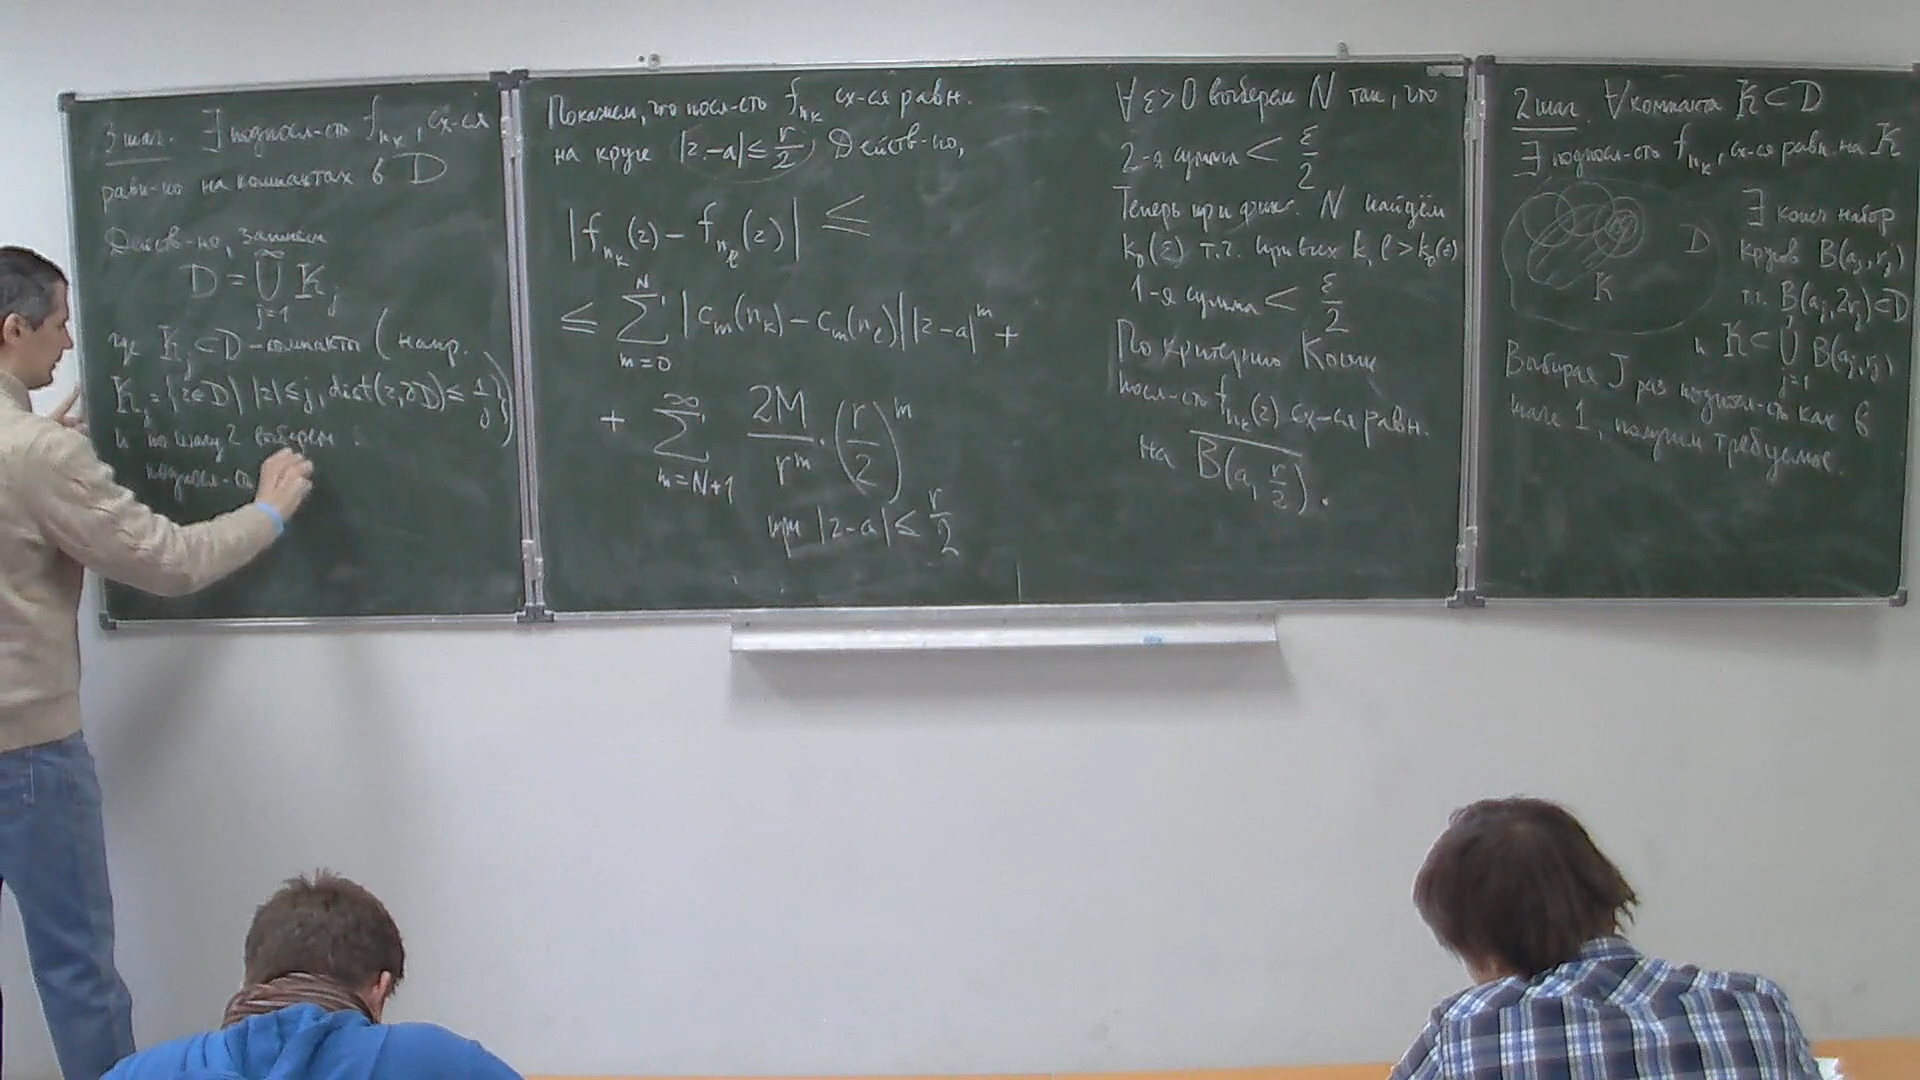 3 шаг. ∃ подпосл-сть f_{n_k}, сх-ся
равн-но на компактах в D
Действ-но, запишем
D = ⋃_{j=1}^{∞} K_j
где K_j ⊂ D – компакты (напр.
K_j = {z∈D | |z| ≤ j, dist(z,∂D) ≤ 1/j})
и по шагу 2 выберем
подпосл-сть
Покажем, что посл-сть f_{n_k} сх-ся равн.
на круге |z-a| ≤ r/2. Действ-но,
|f_{n_k}(z) - f_{n_ℓ}(z)| ≤
≤ ∑_{m=0}^{N} |c_m(n_k) - c_m(n_ℓ)| |z-a|^m +
+ ∑_{m=N+1}^{∞} 2M/r^m · (r/2)^m
при |z-a| ≤ r/2
∀ε>0 выберем N так, что
2-я сумма < ε/2
Теперь при фикс. N найдём
k_0(ε) т.ч. при всех k, ℓ > k_0(ε)
1-я сумма < ε/2
По критерию Коши
посл-сть f_{n_k}(z) сх-ся равн.
на \overline{B(a, r/2)}.
2 шаг. ∀ компакта K ⊂ D
∃ подпосл-сть f_{n_k}, сх-ся равн. на K
D
K
∃ конеч набор
кругов B(a_j, r_j)
т.ч. B(a_j, 2r_j) ⊂ D
и K ⊂ ⋃_{j=1}^{J} B(a_j, r_j)
Выбирая J раз подпосл-сть как в
шаге 1, получим требуемое.